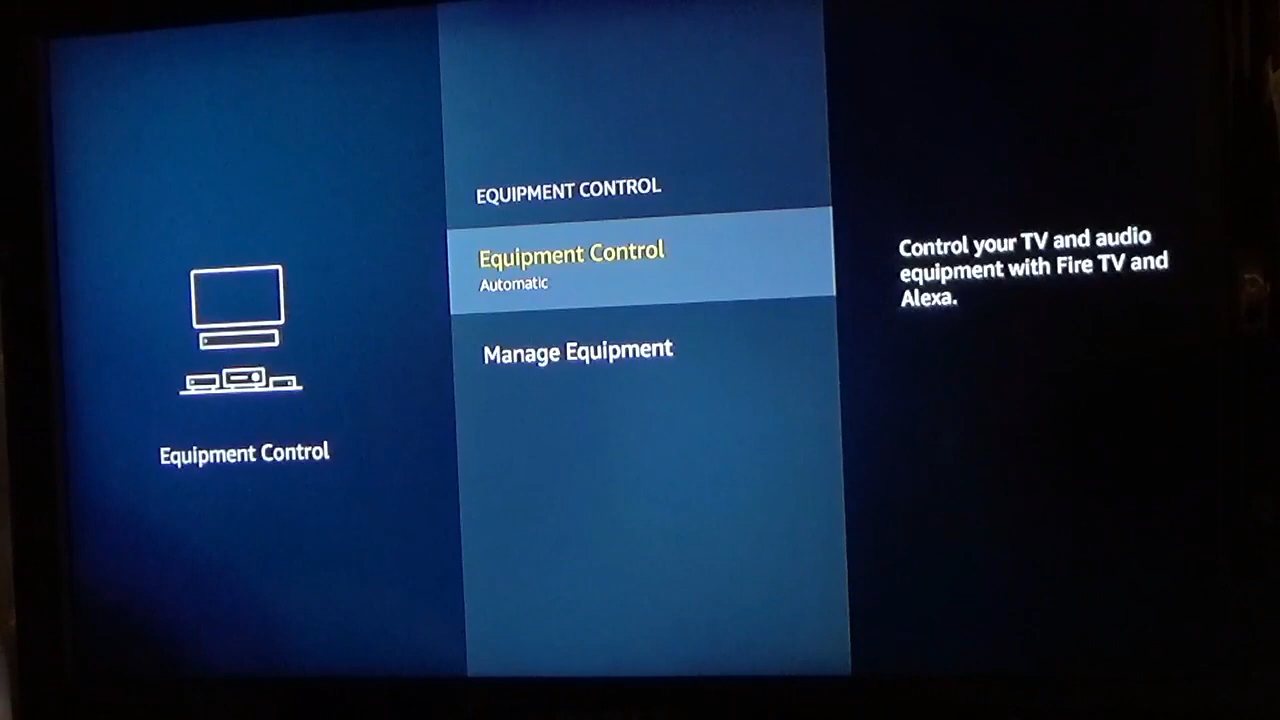 EQUIPMENT CONTROL
Equipment Control
Automatic
Manage Equipment
Equipment Control
Control your TV and audio
equipment with Fire TV and
Alexa.